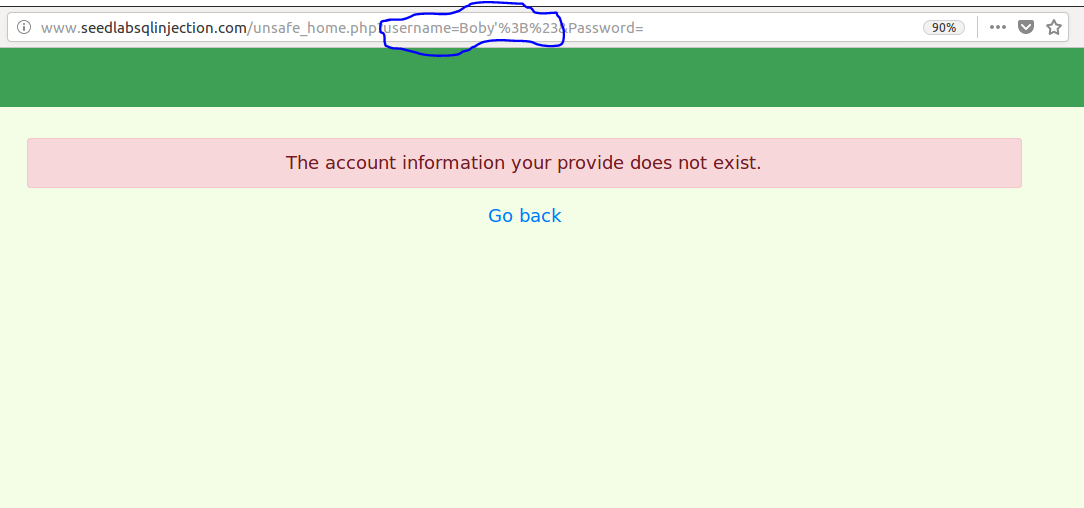 www.seedlabsqlinjection.com/unsafe_home.php?username=Boby'%3B%23&Password= 90%
The account information your provide does not exist.
Go back